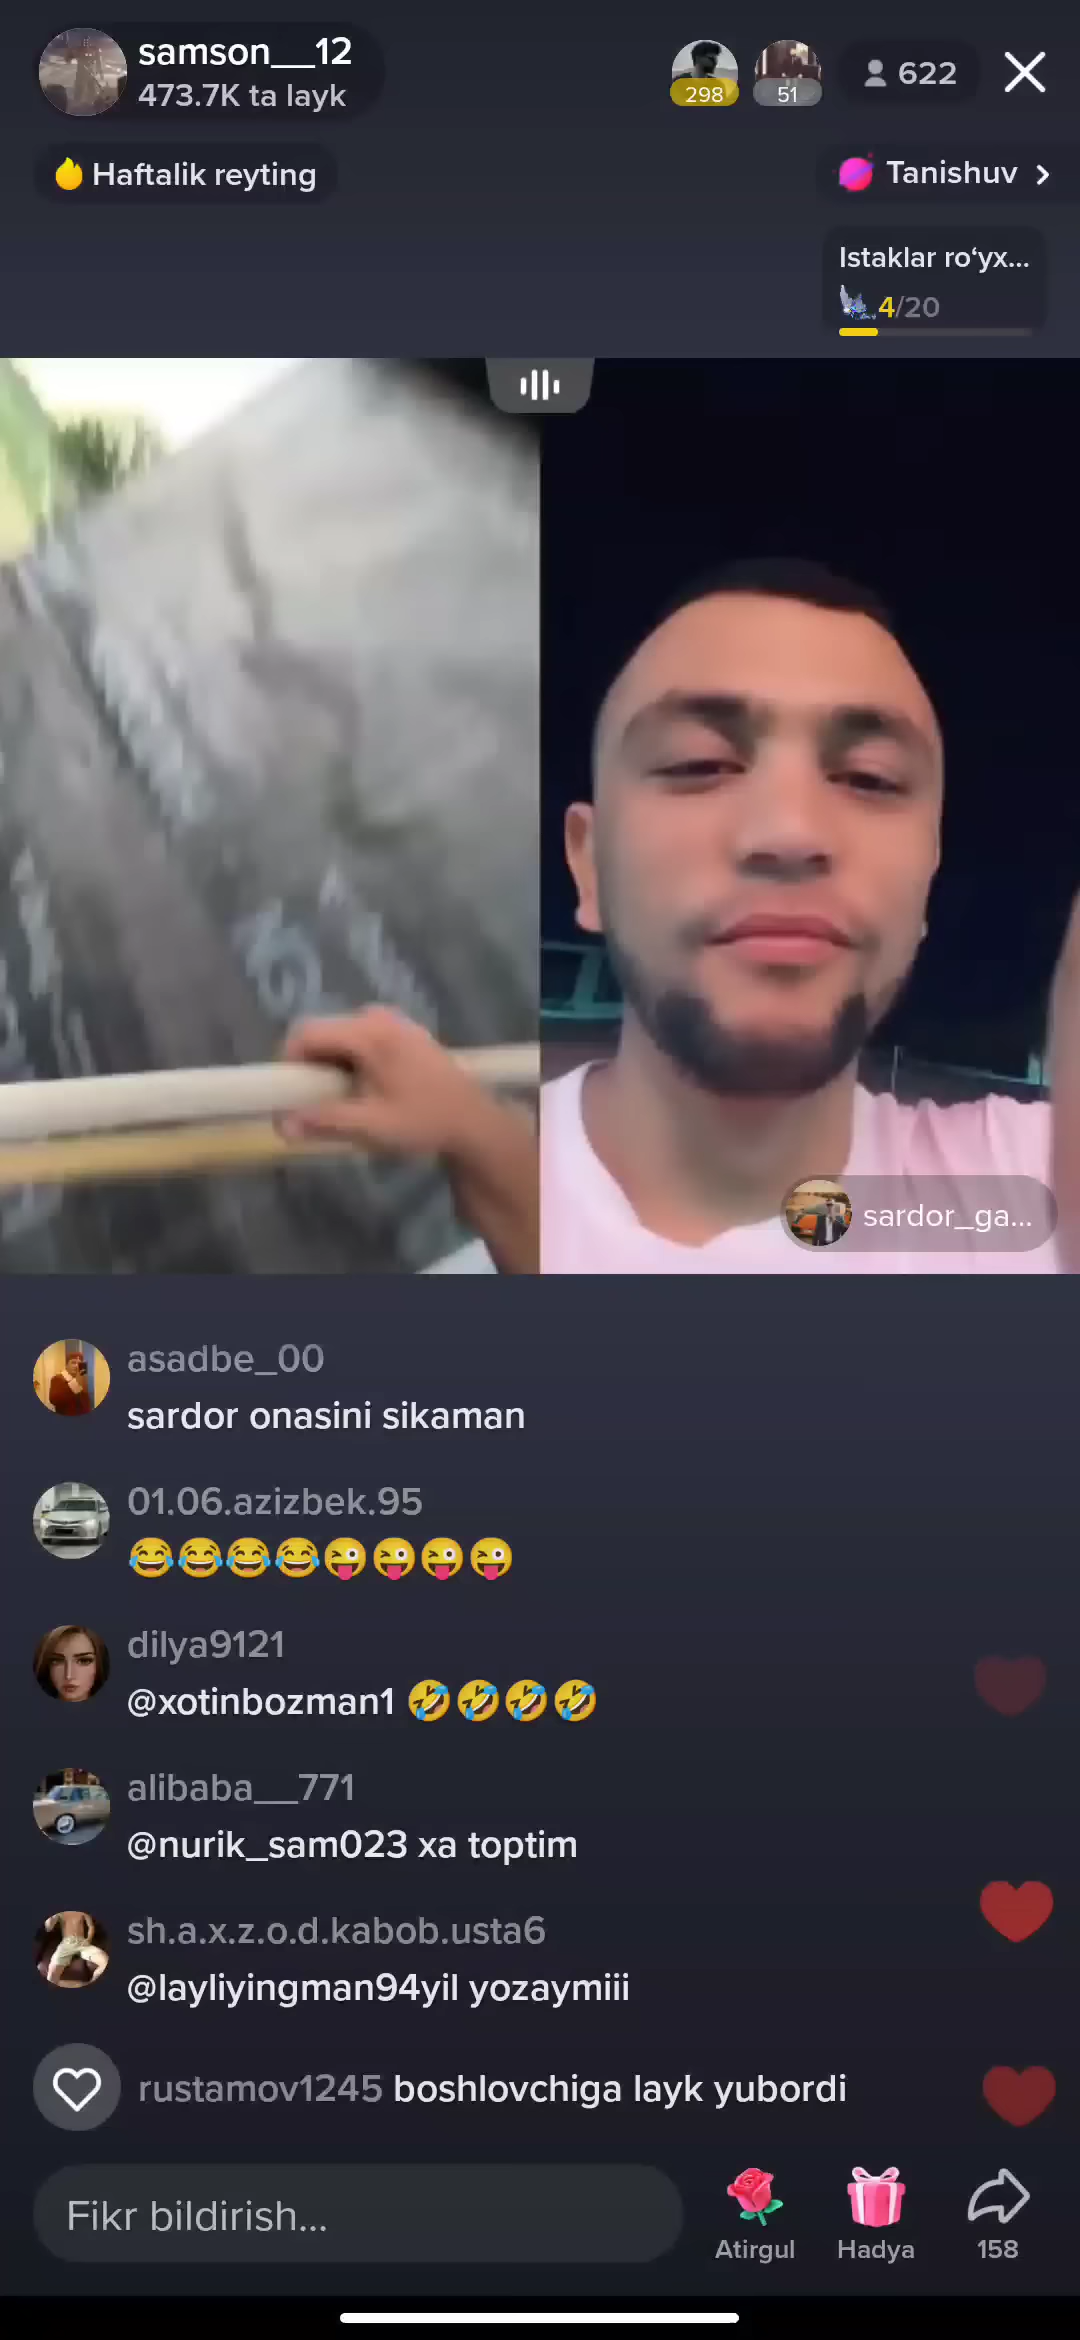 samson__12
473.7K ta layk
298
51
622
Haftalik reyting
Tanishuv
Istaklar ro‘yx...
4/20
sardor_ga...
asadbe_00
sardor onasini sikaman
01.06.azizbek.95
😂😂😂😂😜😜😜😜
dilya9121
@xotinbozman1 🤣🤣🤣🤣
alibaba__771
@nurik_sam023 xa toptim
sh.a.x.z.o.d.kabob.usta6
@layliyingman94yil yozaymiii
rustamov1245 boshlovchiga layk yubordi
Fikr bildirish...
Atirgul
Hadya
158